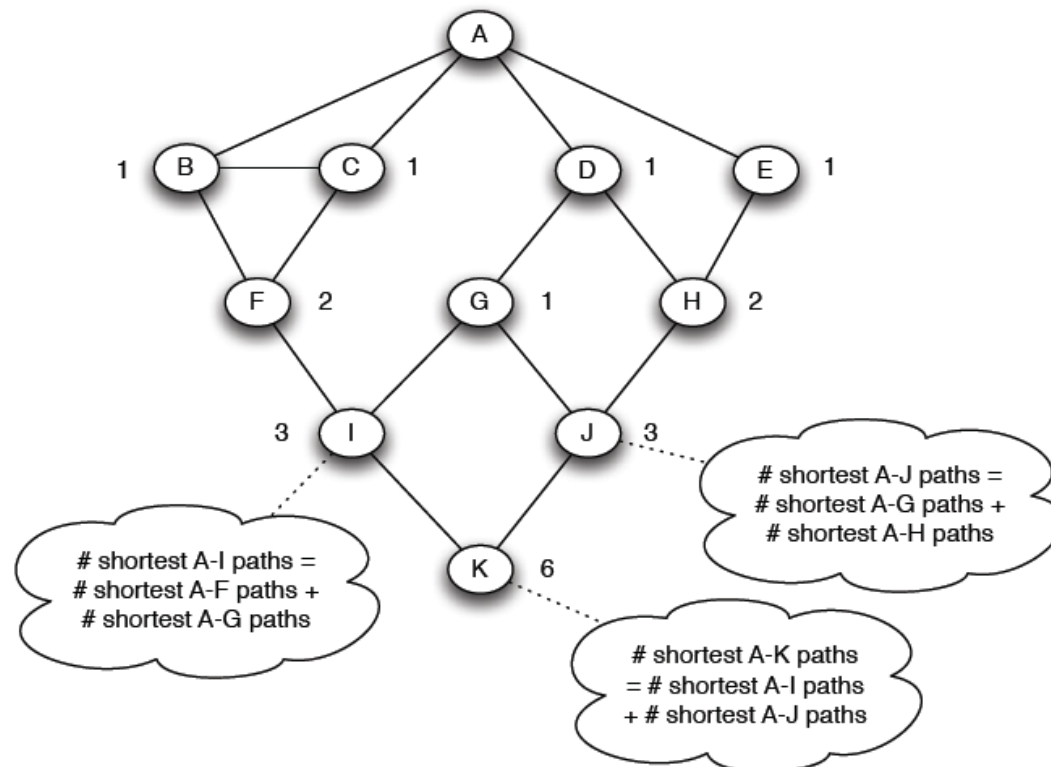 A
1 B C 1 D 1 E 1
F 2 G 1 H 2
3 I J 3
# shortest A-J paths =
# shortest A-G paths +
# shortest A-H paths
# shortest A-I paths =
# shortest A-F paths +
# shortest A-G paths
K 6
# shortest A-K paths
= # shortest A-I paths
+ # shortest A-J paths